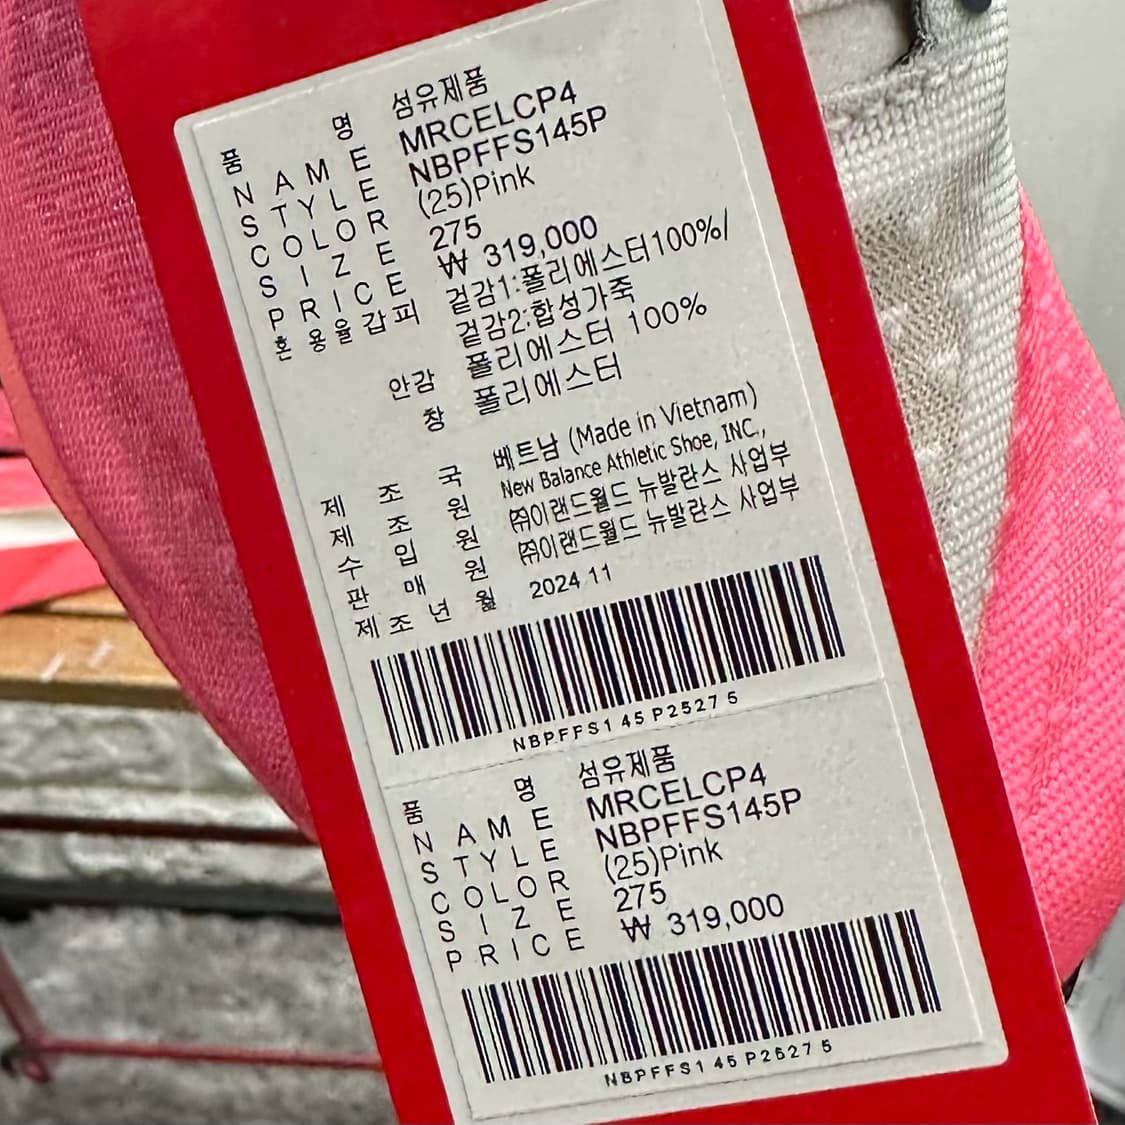 품 명 섬유제품
NAME MRCELCP4
STYLE NBPFFS145P
COLOR (25)Pink
SIZE 275
PRICE ₩ 319,000
혼용율갑피 겉감1:폴리에스터100%/
겉감2:합성가죽
안감 폴리에스터 100%
창 폴리에스터
제 조 국 베트남 (Made in Vietnam)
제 조 원 New Balance Athletic Shoe, INC.,
수 입 원 ㈜이랜드월드 뉴발란스 사업부
판 매 원 ㈜이랜드월드 뉴발란스 사업부
제 조 년 월 2024.11
NBPFFS145P25275
품 명 섬유제품
NAME MRCELCP4
STYLE NBPFFS145P
COLOR (25)Pink
SIZE 275
PRICE ₩ 319,000
NBPFFS145P25275